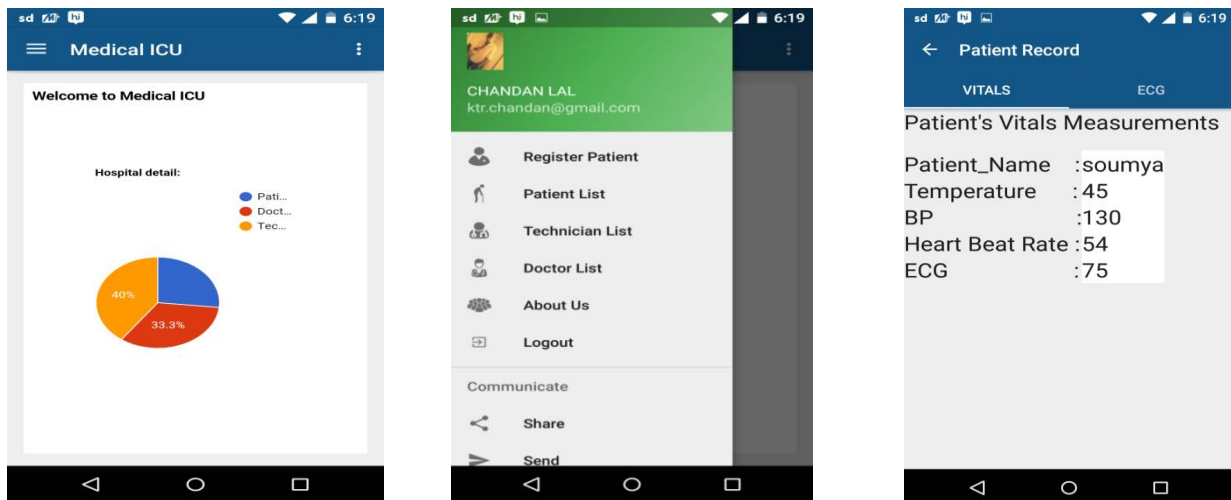 sd hi 6:19
Medical ICU
Welcome to Medical ICU
Hospital detail:
Pati...
Doct...
Tec...
40%
33.3%
sd hi 6:19
CHANDAN LAL
ktr.chandan@gmail.com
Register Patient
Patient List
Technician List
Doctor List
About Us
Logout
Communicate
Share
Send
sd hi 6:19
Patient Record
VITALS ECG
Patient's Vitals Measurements
Patient_Name :soumya
Temperature :45
BP :130
Heart Beat Rate :54
ECG :75